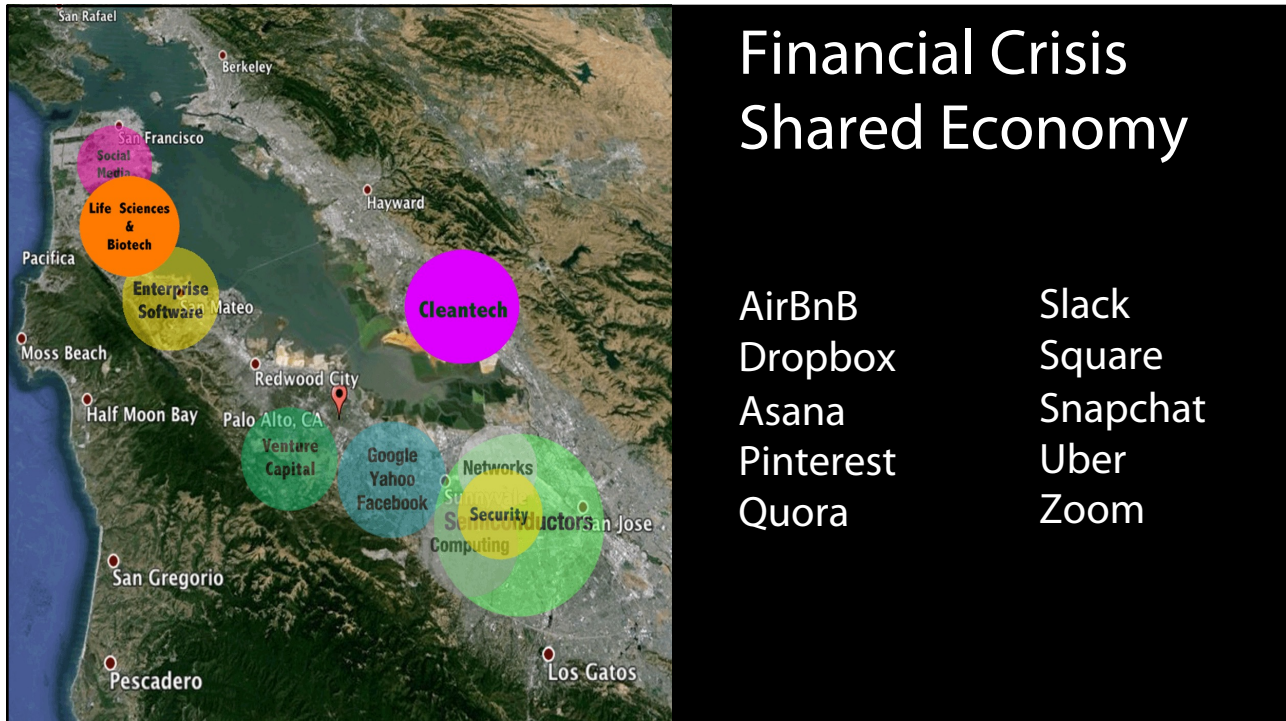 San Rafael
Berkeley
San Francisco
Social
Media
Hayward
Life Sciences
&
Biotech
Pacifica
Enterprise
Software
San Mateo
Cleantech
Moss Beach
Redwood City
Half Moon Bay
Palo Alto, CA
Venture
Capital
Google
Yahoo
Facebook
Networks
Sunnyvale
Security
Semiconductors
San Jose
Computing
San Gregorio
Los Gatos
Pescadero
Financial Crisis
Shared Economy
AirBnB
Dropbox
Asana
Pinterest
Quora
Slack
Square
Snapchat
Uber
Zoom